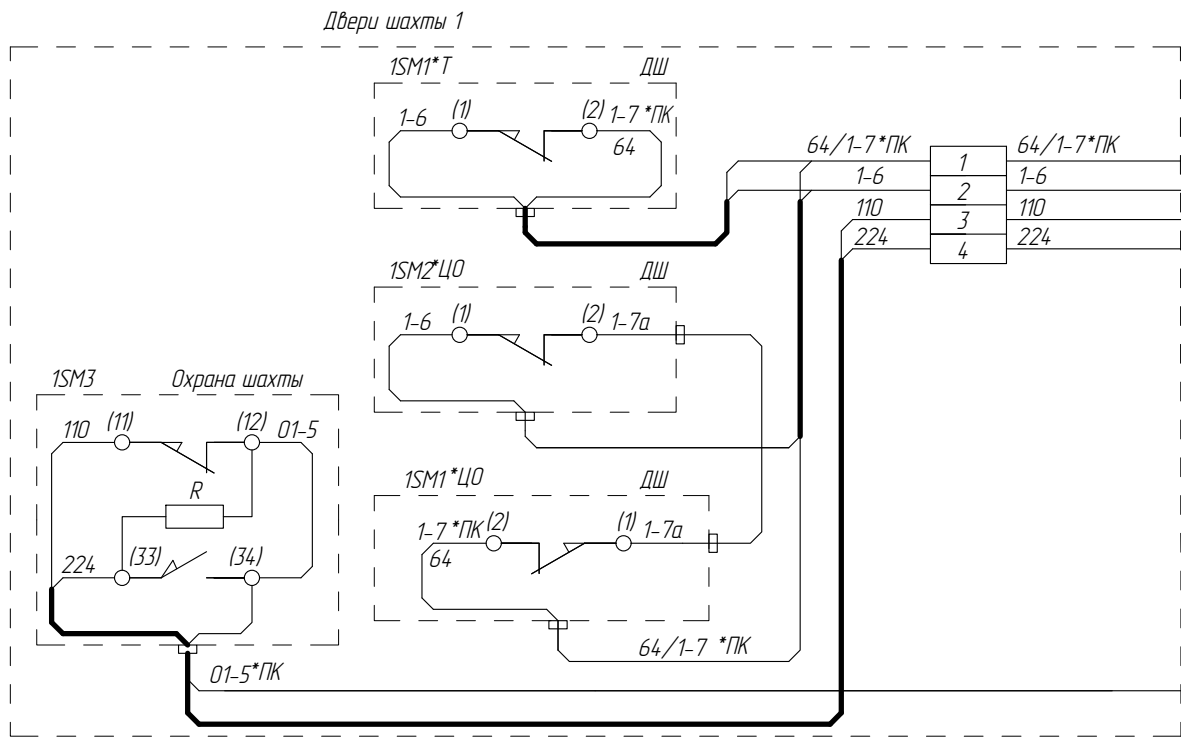 Двери шахты 1
1SM1*Т ДШ
1-6 (1) (2) 1-7 *ПК
64
64/1-7*ПК 1 64/1-7*ПК
1-6 2 1-6
110 3 110
224 4 224
1SM2*ЦО ДШ
1-6 (1) (2) 1-7а
1SM3 Охрана шахты
110 (11) (12) 01-5
R
224 (33) (34)
1SM1*ЦО ДШ
1-7 *ПК (2) (1) 1-7а
64
64/1-7 *ПК
01-5*ПК